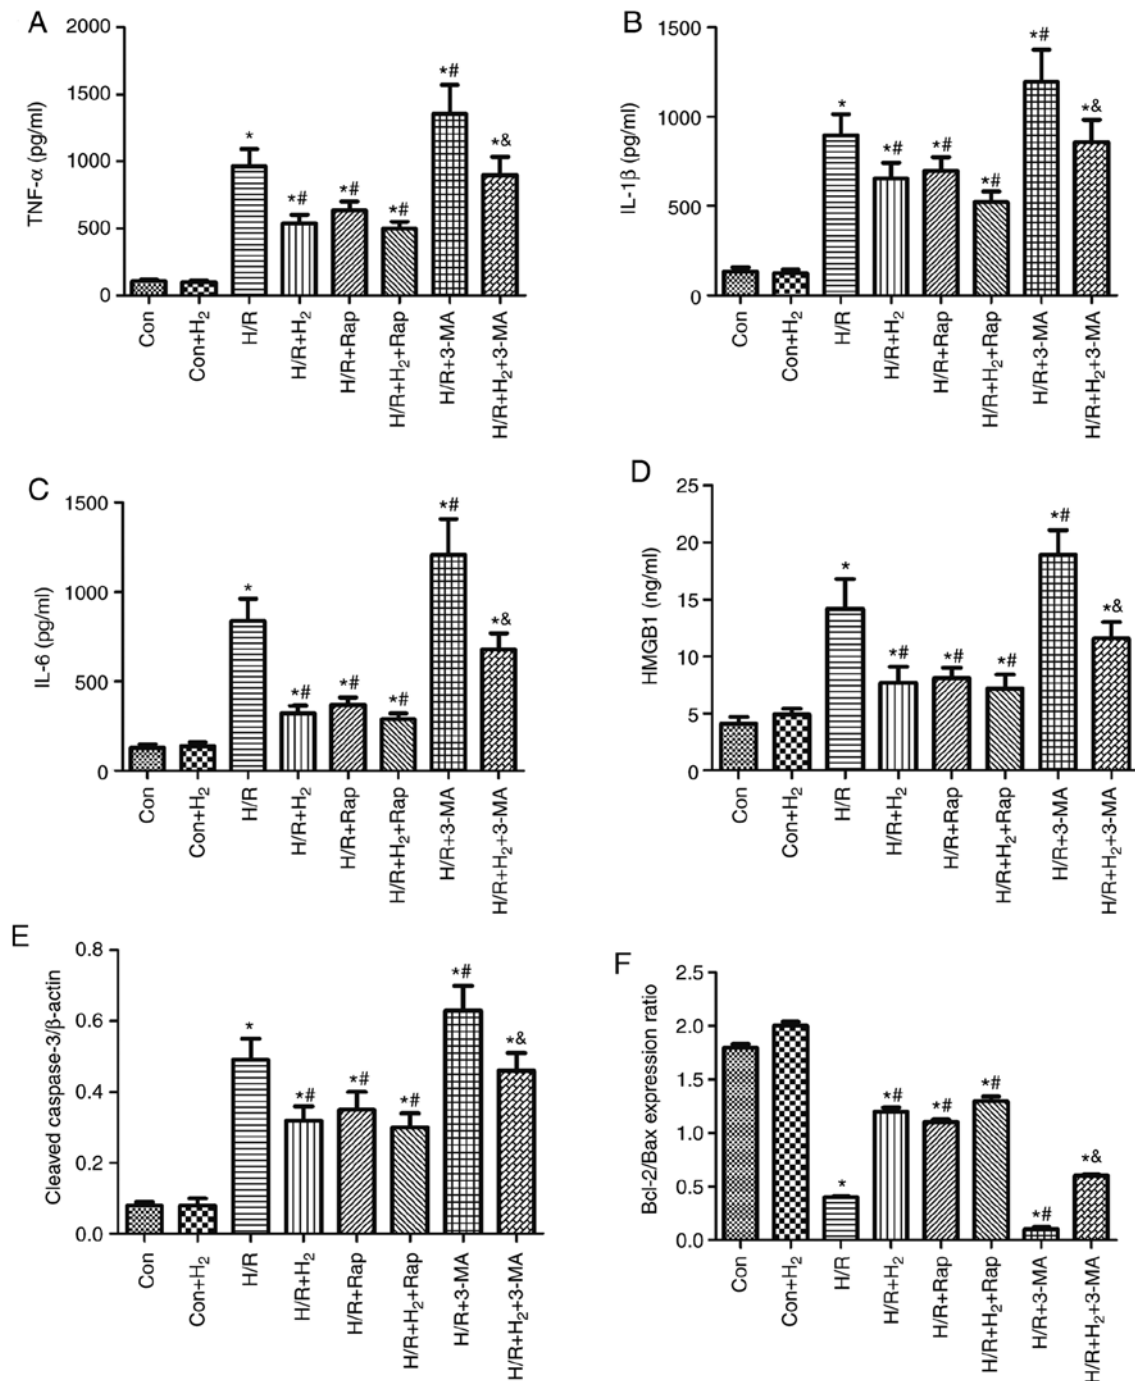 A
TNF-α (pg/ml)
2000
1500
1000
500
0
*
*#
*#
*#
*#
*&
Con
Con+H₂
H/R
H/R+H₂
H/R+Rap
H/R+H₂+Rap
H/R+3-MA
H/R+H₂+3-MA
B
IL-1β (pg/ml)
1500
1000
500
0
*
*#
*#
*#
*#
*&
Con
Con+H₂
H/R
H/R+H₂
H/R+Rap
H/R+H₂+Rap
H/R+3-MA
H/R+H₂+3-MA
C
IL-6 (pg/ml)
1500
1000
500
0
*
*#
*#
*#
*#
*&
Con
Con+H₂
H/R
H/R+H₂
H/R+Rap
H/R+H₂+Rap
H/R+3-MA
H/R+H₂+3-MA
D
HMGB1 (ng/ml)
25
20
15
10
5
0
*
*#
*#
*#
*#
*&
Con
Con+H₂
H/R
H/R+H₂
H/R+Rap
H/R+H₂+Rap
H/R+3-MA
H/R+H₂+3-MA
E
Cleaved caspase-3/β-actin
0.8
0.6
0.4
0.2
0.0
*
*#
*#
*#
*#
*&
Con
Con+H₂
H/R
H/R+H₂
H/R+Rap
H/R+H₂+Rap
H/R+3-MA
H/R+H₂+3-MA
F
Bcl-2/Bax expression ratio
2.5
2.0
1.5
1.0
0.5
0.0
*
*#
*#
*#
*#
*&
Con
Con+H₂
H/R
H/R+H₂
H/R+Rap
H/R+H₂+Rap
H/R+3-MA
H/R+H₂+3-MA